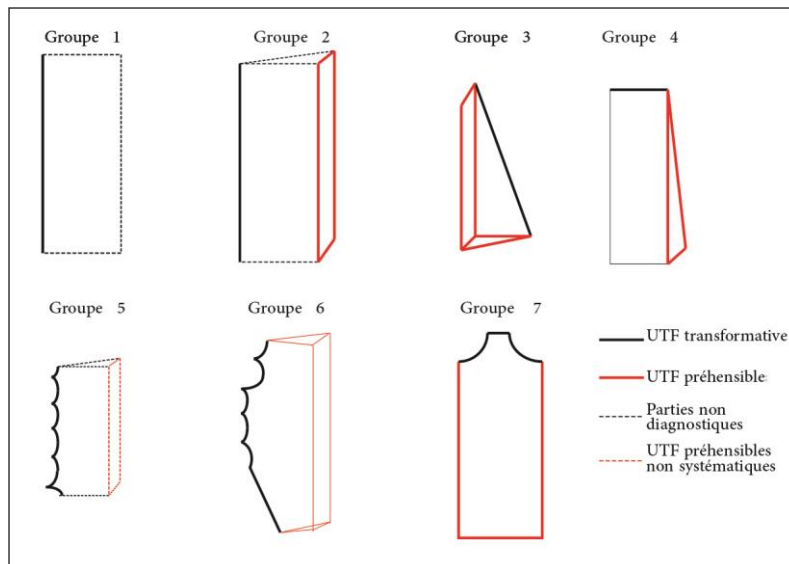 Groupe 1
Groupe 2
Groupe 3
Groupe 4
Groupe 5
Groupe 6
Groupe 7
UTF transformative
UTF préhensible
Parties non
diagnostiques
UTF préhensibles
non systématiques